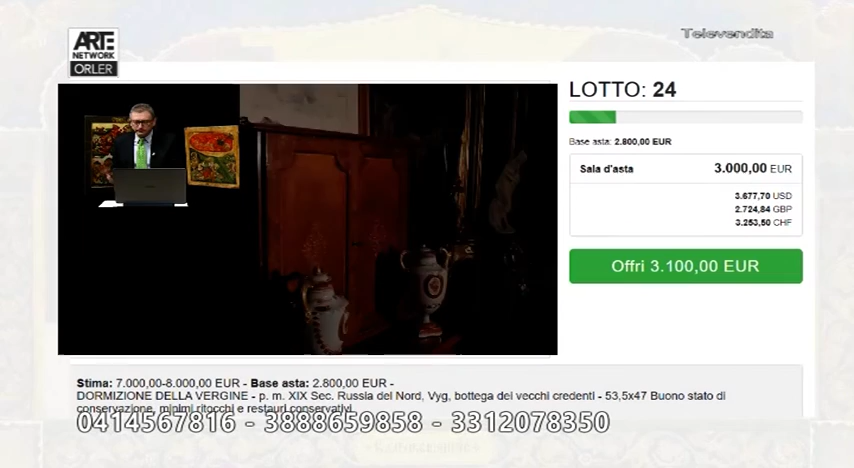 ARTE
NETWORK
ORLER
Televendita
LOTTO: 24
Base asta: 2.800,00 EUR
Sala d'asta 3.000,00 EUR
3.677,70 USD
2.724,84 GBP
3.253,50 CHF
Offri 3.100,00 EUR
Stima: 7.000,00-8.000,00 EUR - Base asta: 2.800,00 EUR -
DORMIZIONE DELLA VERGINE - p. m. XIX Sec. Russia del Nord, Vyg, bottega dei vecchi credenti - 53,5x47 Buono stato di
conservazione, minimi ritocchi e restauri conservativi.
0414567816 - 3888659858 - 3312078350